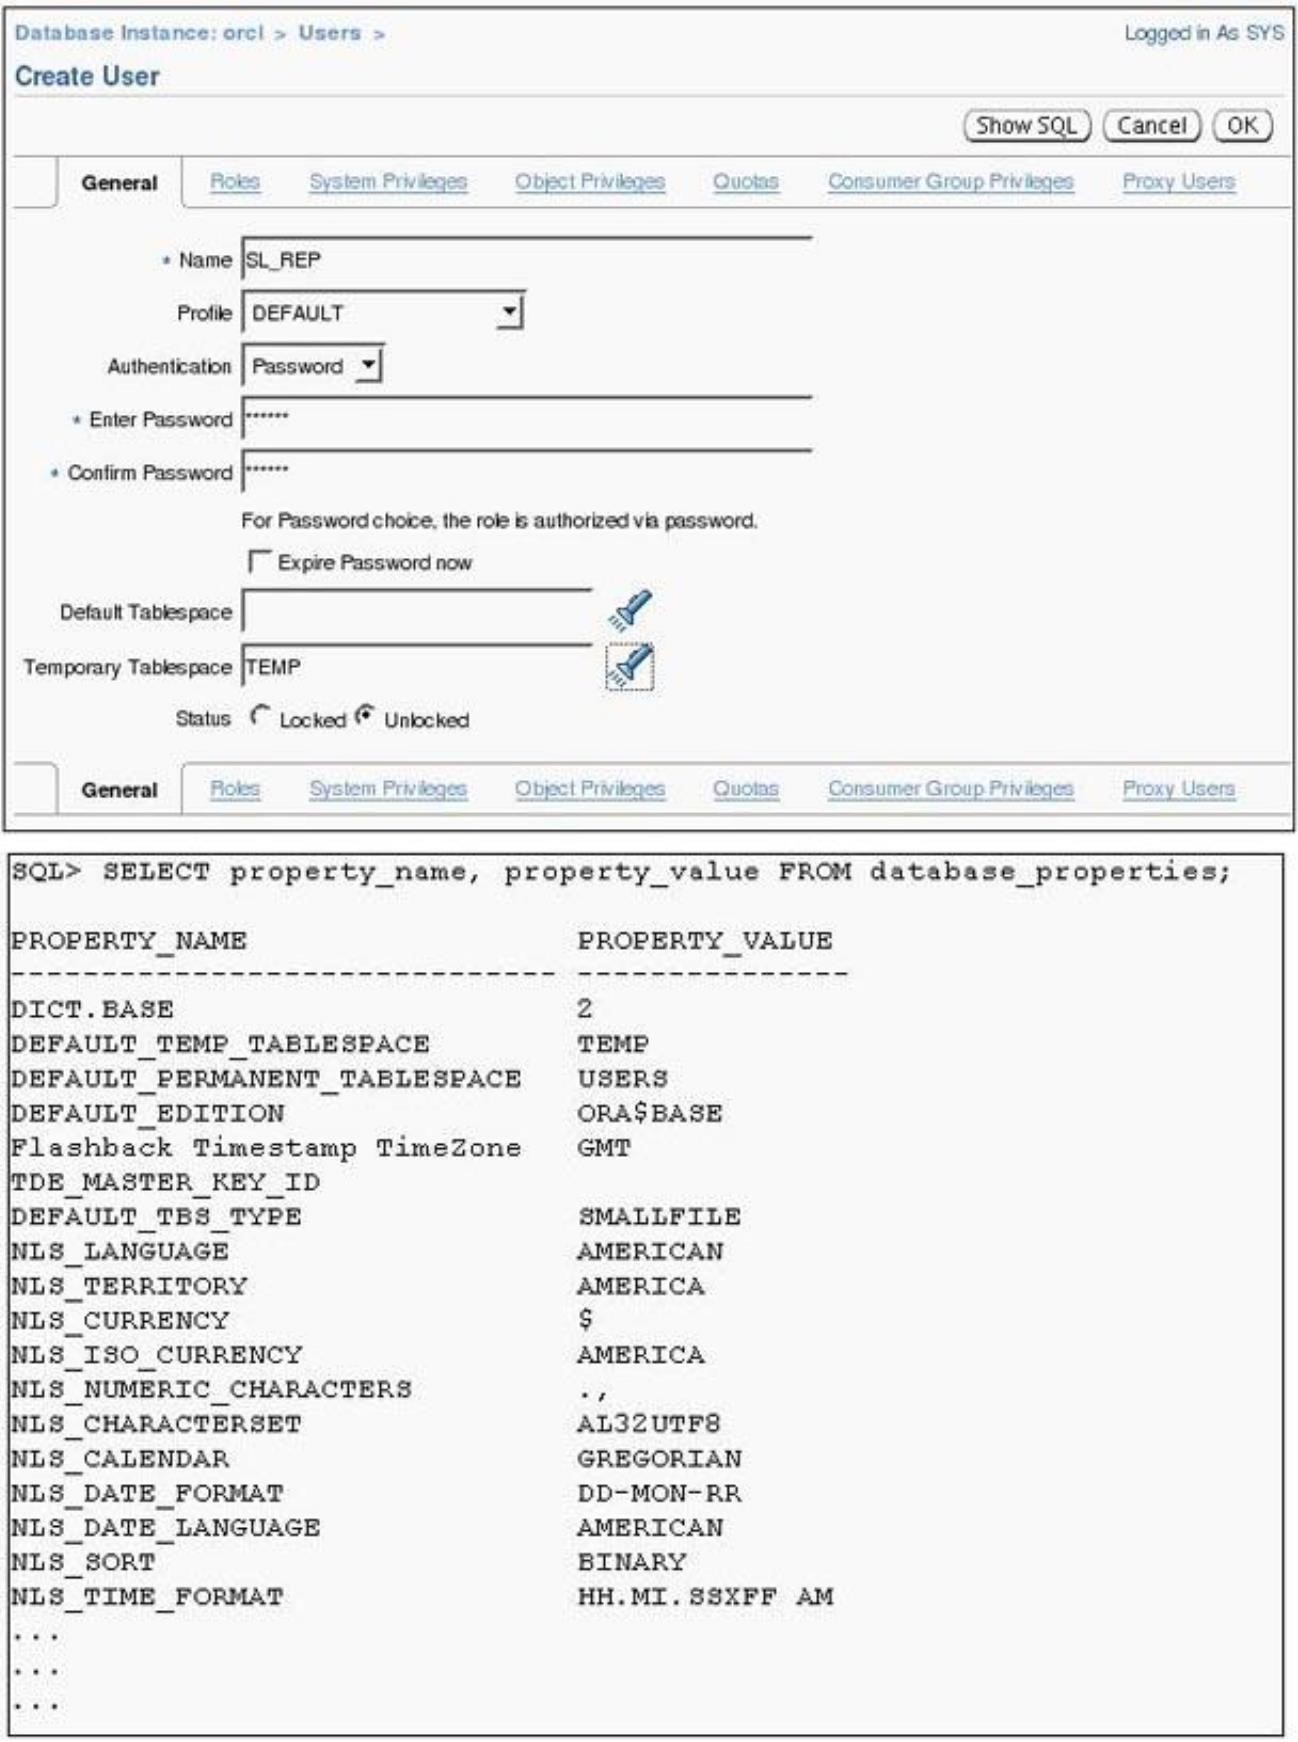 Database Instance: orcl > Users >
Logged in As SYS
Create User
Show SQL Cancel OK
General Roles System Privileges Object Privileges Quotas Consumer Group Privileges Proxy Users
* Name SL_REP
Profile DEFAULT
Authentication Password
* Enter Password ******
* Confirm Password ******
For Password choice, the role is authorized via password.
Expire Password now
Default Tablespace
Temporary Tablespace TEMP
Status Locked Unlocked
General Roles System Privileges Object Privileges Quotas Consumer Group Privileges Proxy Users
SQL> SELECT property_name, property_value FROM database_properties;
PROPERTY_NAME PROPERTY_VALUE
------------------------------ ---------------
DICT.BASE 2
DEFAULT_TEMP_TABLESPACE TEMP
DEFAULT_PERMANENT_TABLESPACE USERS
DEFAULT_EDITION ORA$BASE
Flashback Timestamp TimeZone GMT
TDE_MASTER_KEY_ID
DEFAULT_TBS_TYPE SMALLFILE
NLS_LANGUAGE AMERICAN
NLS_TERRITORY AMERICA
NLS_CURRENCY $
NLS_ISO_CURRENCY AMERICA
NLS_NUMERIC_CHARACTERS .,
NLS_CHARACTERSET AL32UTF8
NLS_CALENDAR GREGORIAN
NLS_DATE_FORMAT DD-MON-RR
NLS_DATE_LANGUAGE AMERICAN
NLS_SORT BINARY
NLS_TIME_FORMAT HH.MI.SSXFF AM
...
...
...